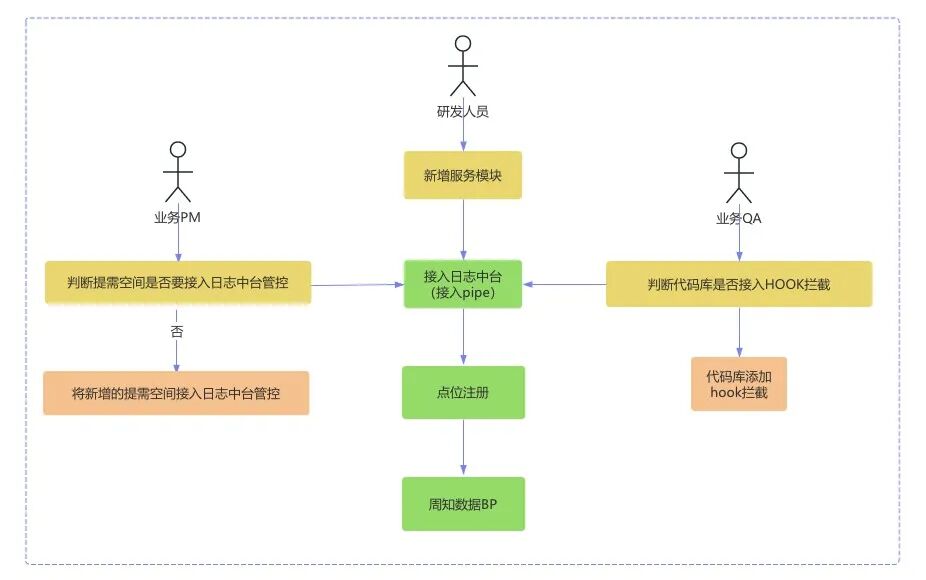 研发人员
新增服务模块
业务PM
业务QA
判断提需空间是否要接入日志中台管控
接入日志中台
（接入pipe）
判断代码库是否接入HOOK拦截
否
将新增的提需空间接入日志中台管控
点位注册
代码库添加
hook拦截
周知数据BP